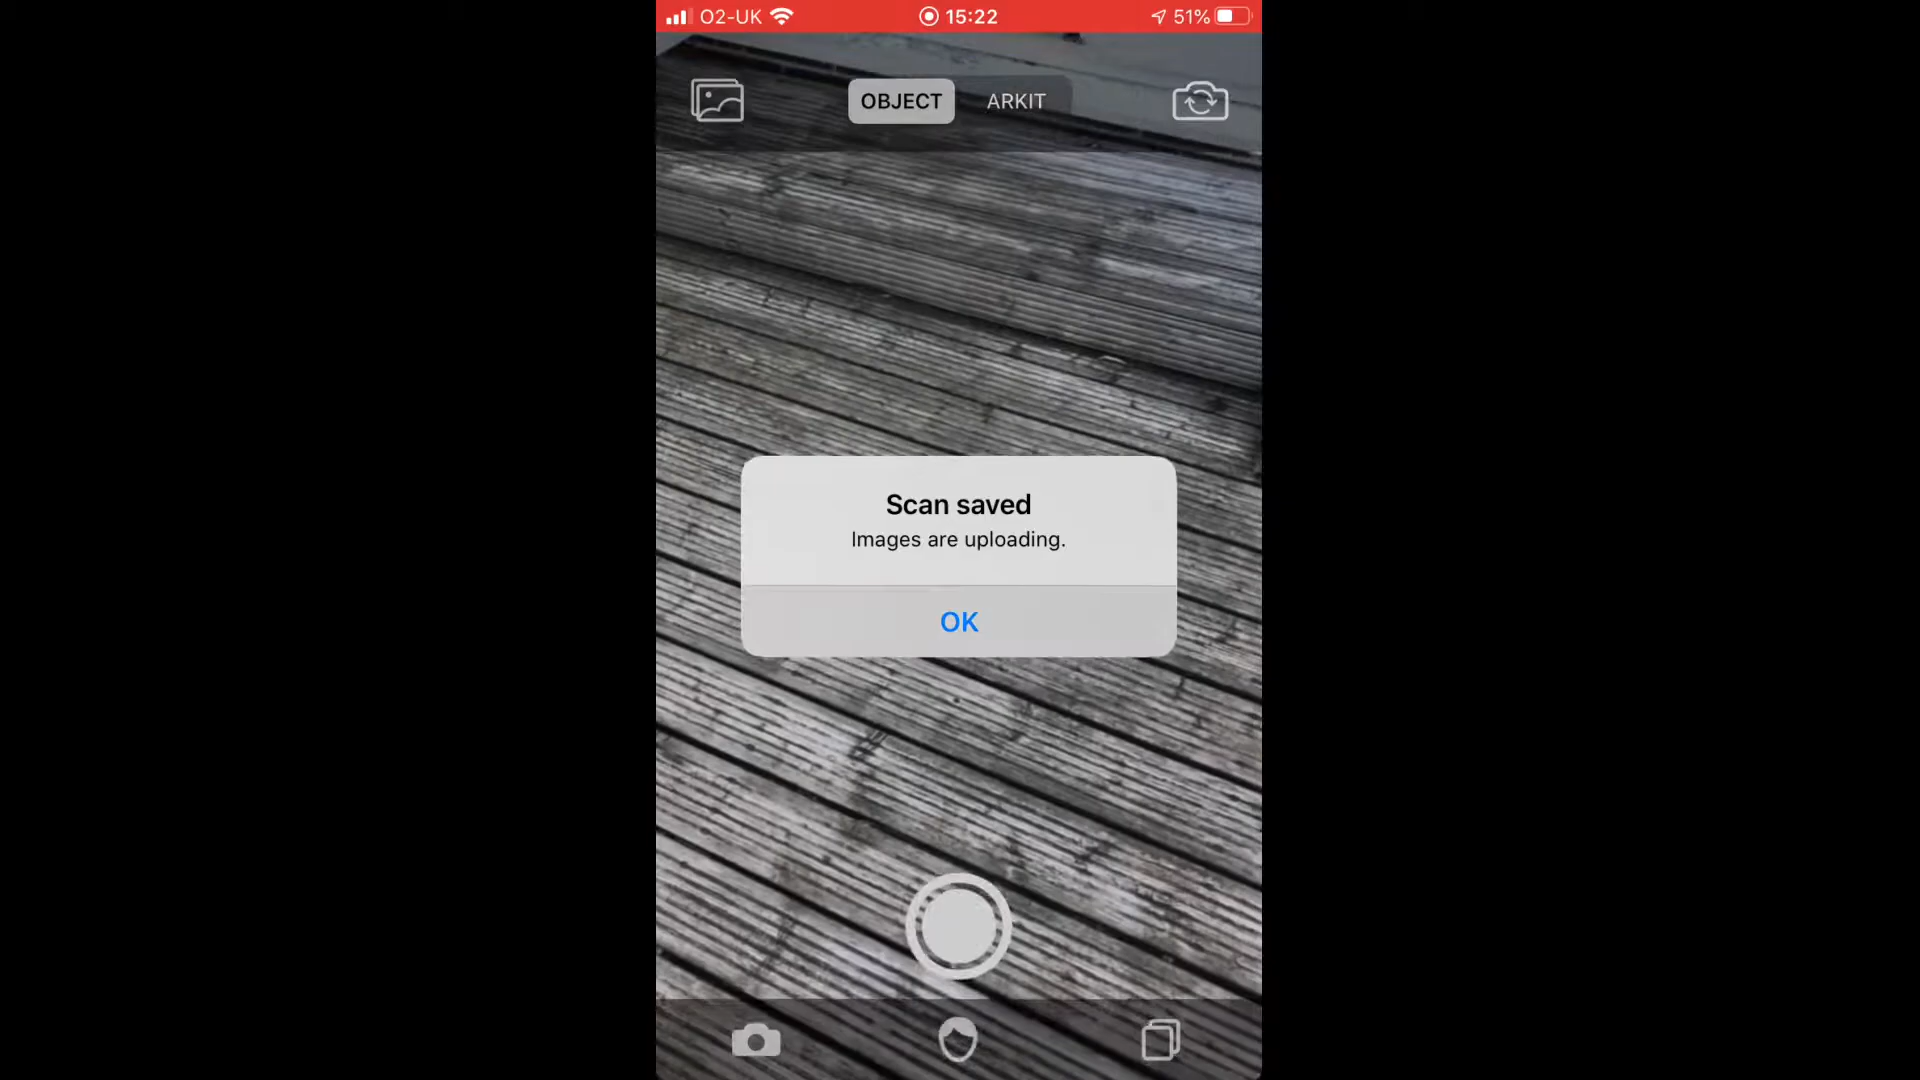 O2-UK 15:22 51%
OBJECT ARKIT
Scan saved
Images are uploading.
OK